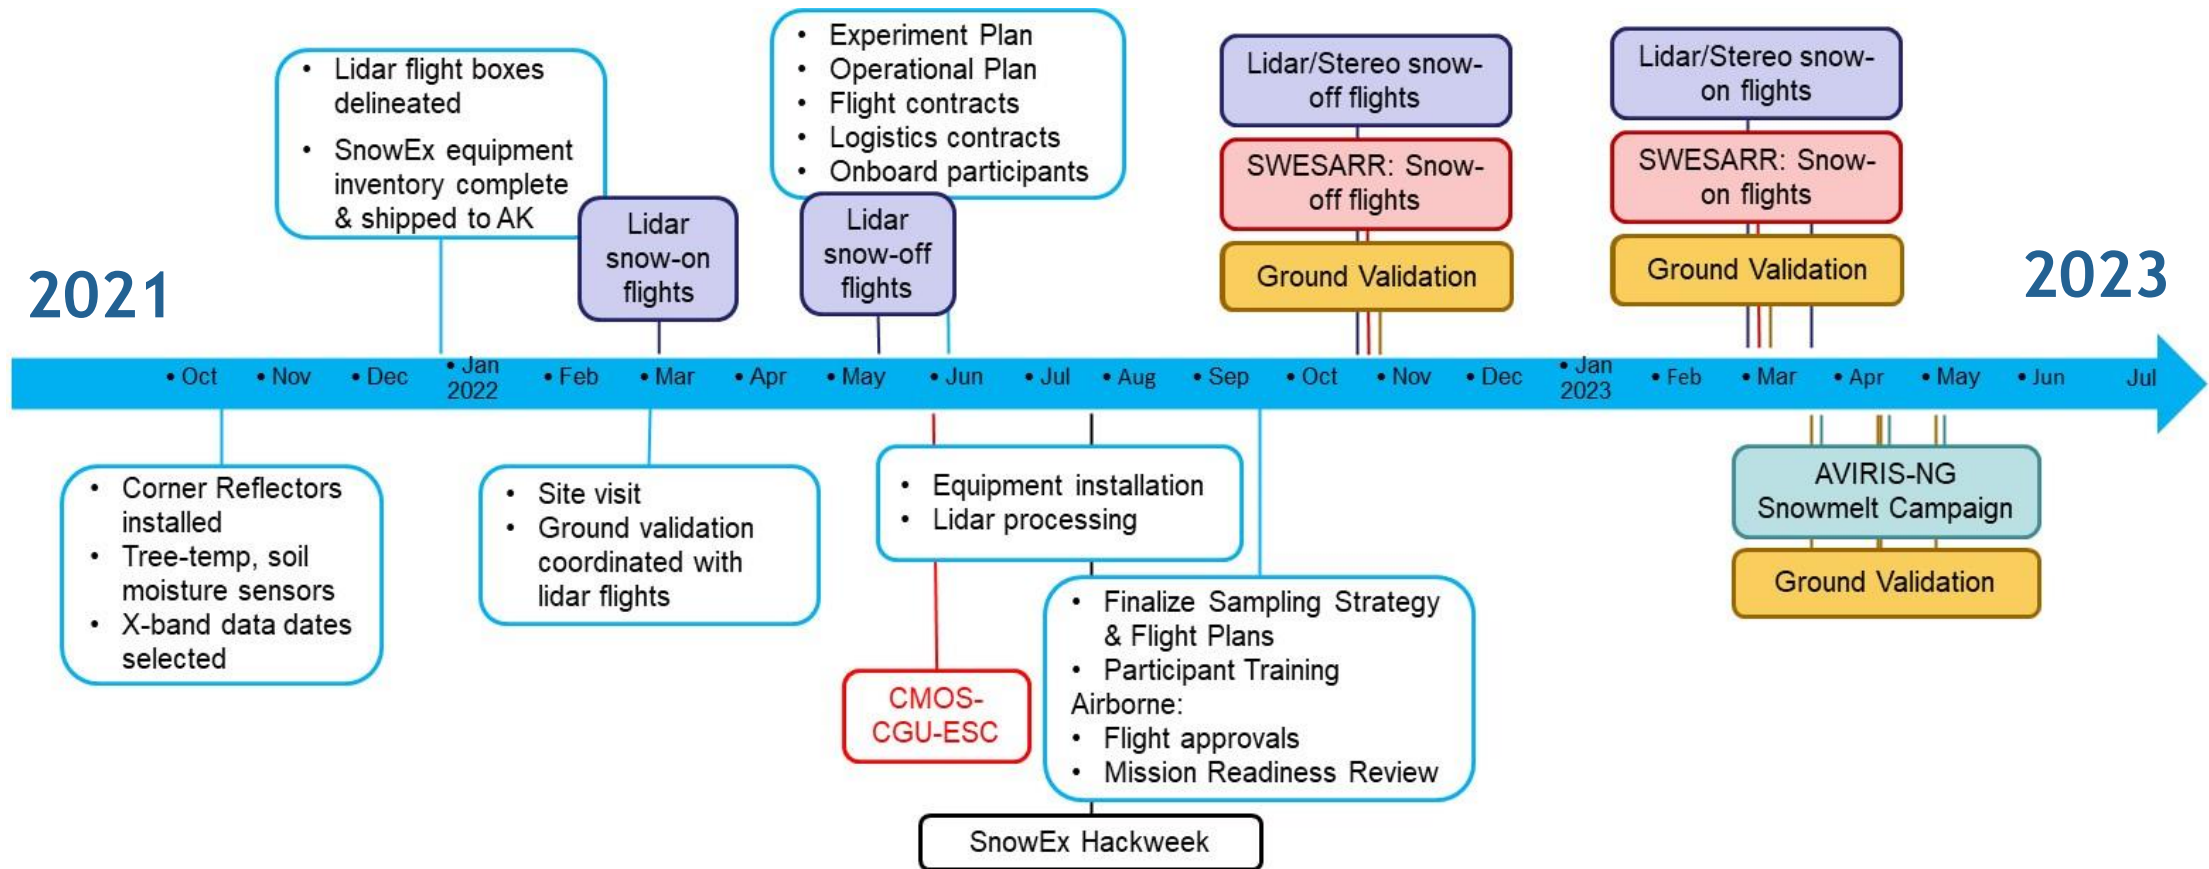 • Lidar flight boxes
delineated
• SnowEx equipment
inventory complete
& shipped to AK
• Experiment Plan
• Operational Plan
• Flight contracts
• Logistics contracts
• Onboard participants
Lidar
snow-on
flights
Lidar
snow-off
flights
Lidar/Stereo snow-
off flights
SWESARR: Snow-
off flights
Ground Validation
Lidar/Stereo snow-
on flights
SWESARR: Snow-
on flights
Ground Validation
2021
2023
• Oct
• Nov
• Dec
• Jan
2022
• Feb
• Mar
• Apr
• May
• Jun
• Jul
• Aug
• Sep
• Oct
• Nov
• Dec
• Jan
2023
• Feb
• Mar
• Apr
• May
• Jun
Jul
• Corner Reflectors
installed
• Tree-temp, soil
moisture sensors
• X-band data dates
selected
• Site visit
• Ground validation
coordinated with
lidar flights
• Equipment installation
• Lidar processing
CMOS-
CGU-ESC
• Finalize Sampling Strategy
& Flight Plans
• Participant Training
Airborne:
• Flight approvals
• Mission Readiness Review
SnowEx Hackweek
AVIRIS-NG
Snowmelt Campaign
Ground Validation